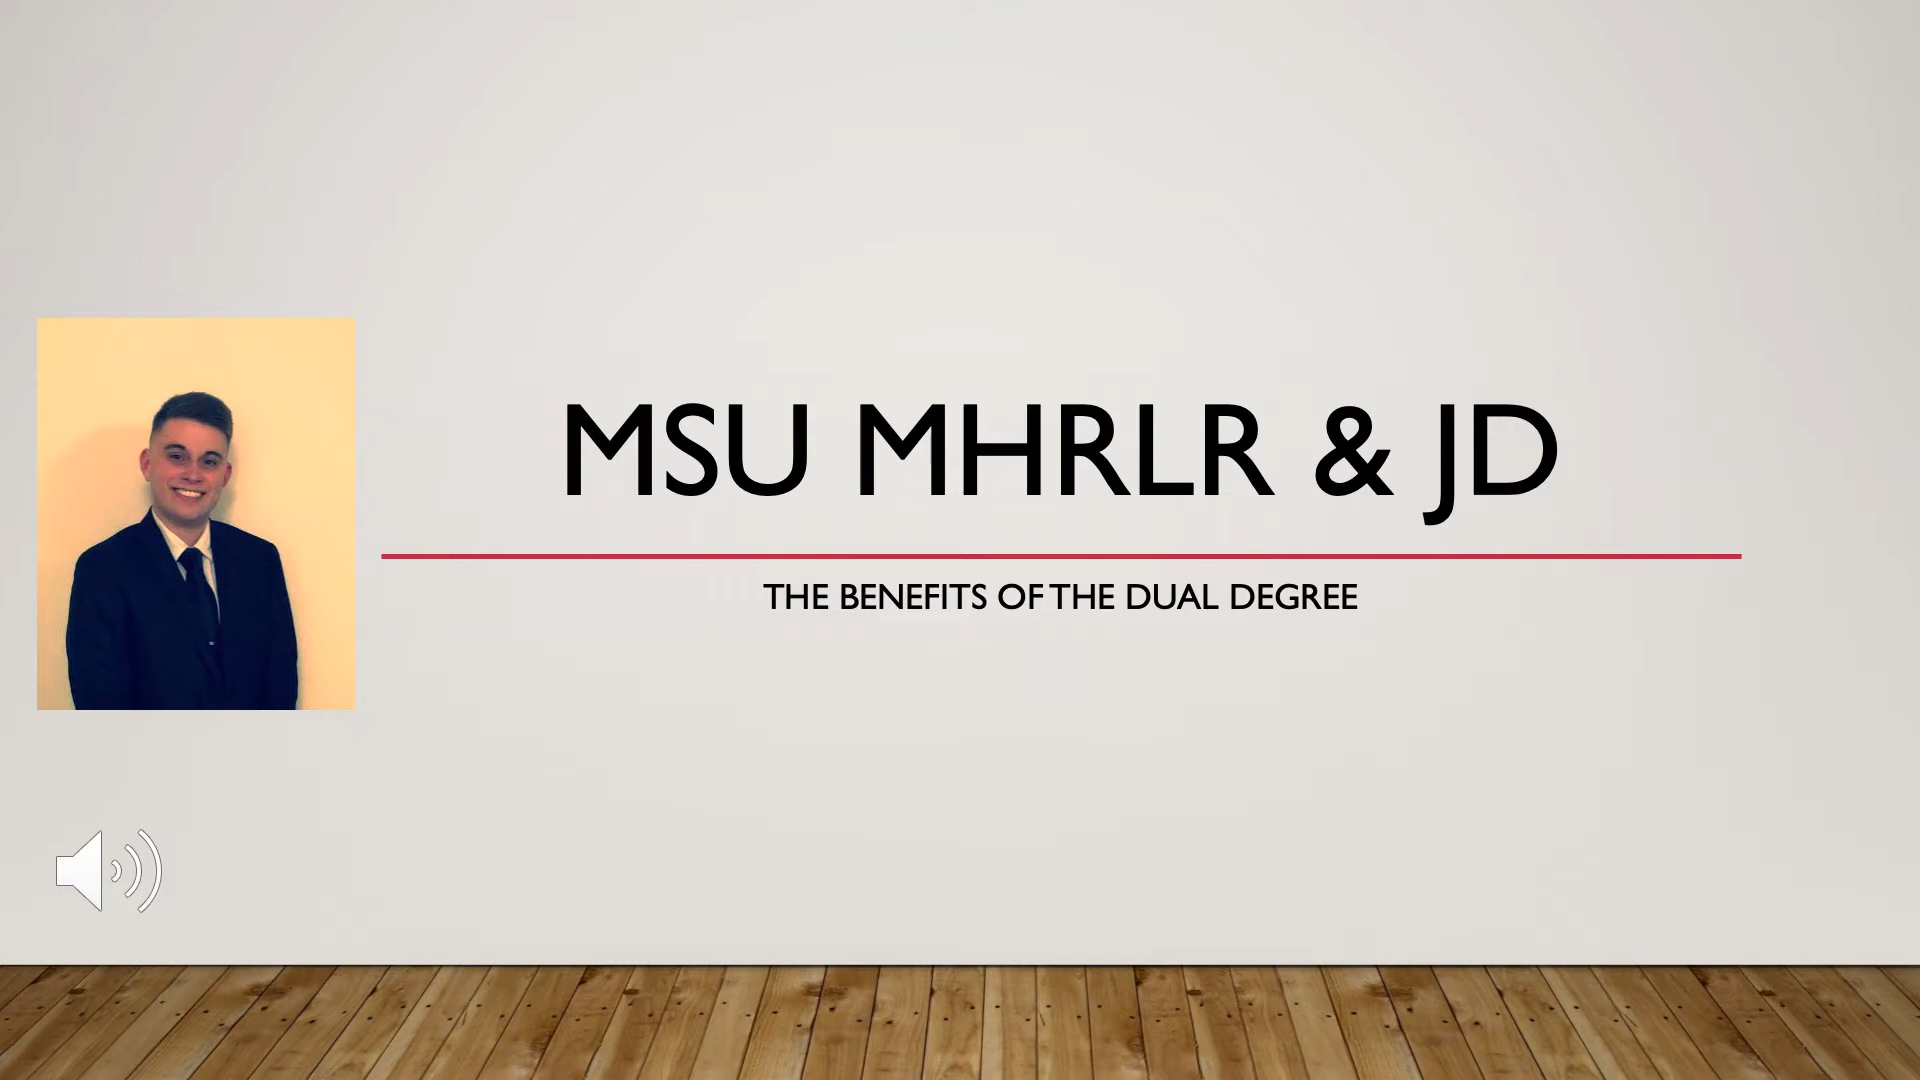 MSU MHRLR & JD
THE BENEFITS OF THE DUAL DEGREE